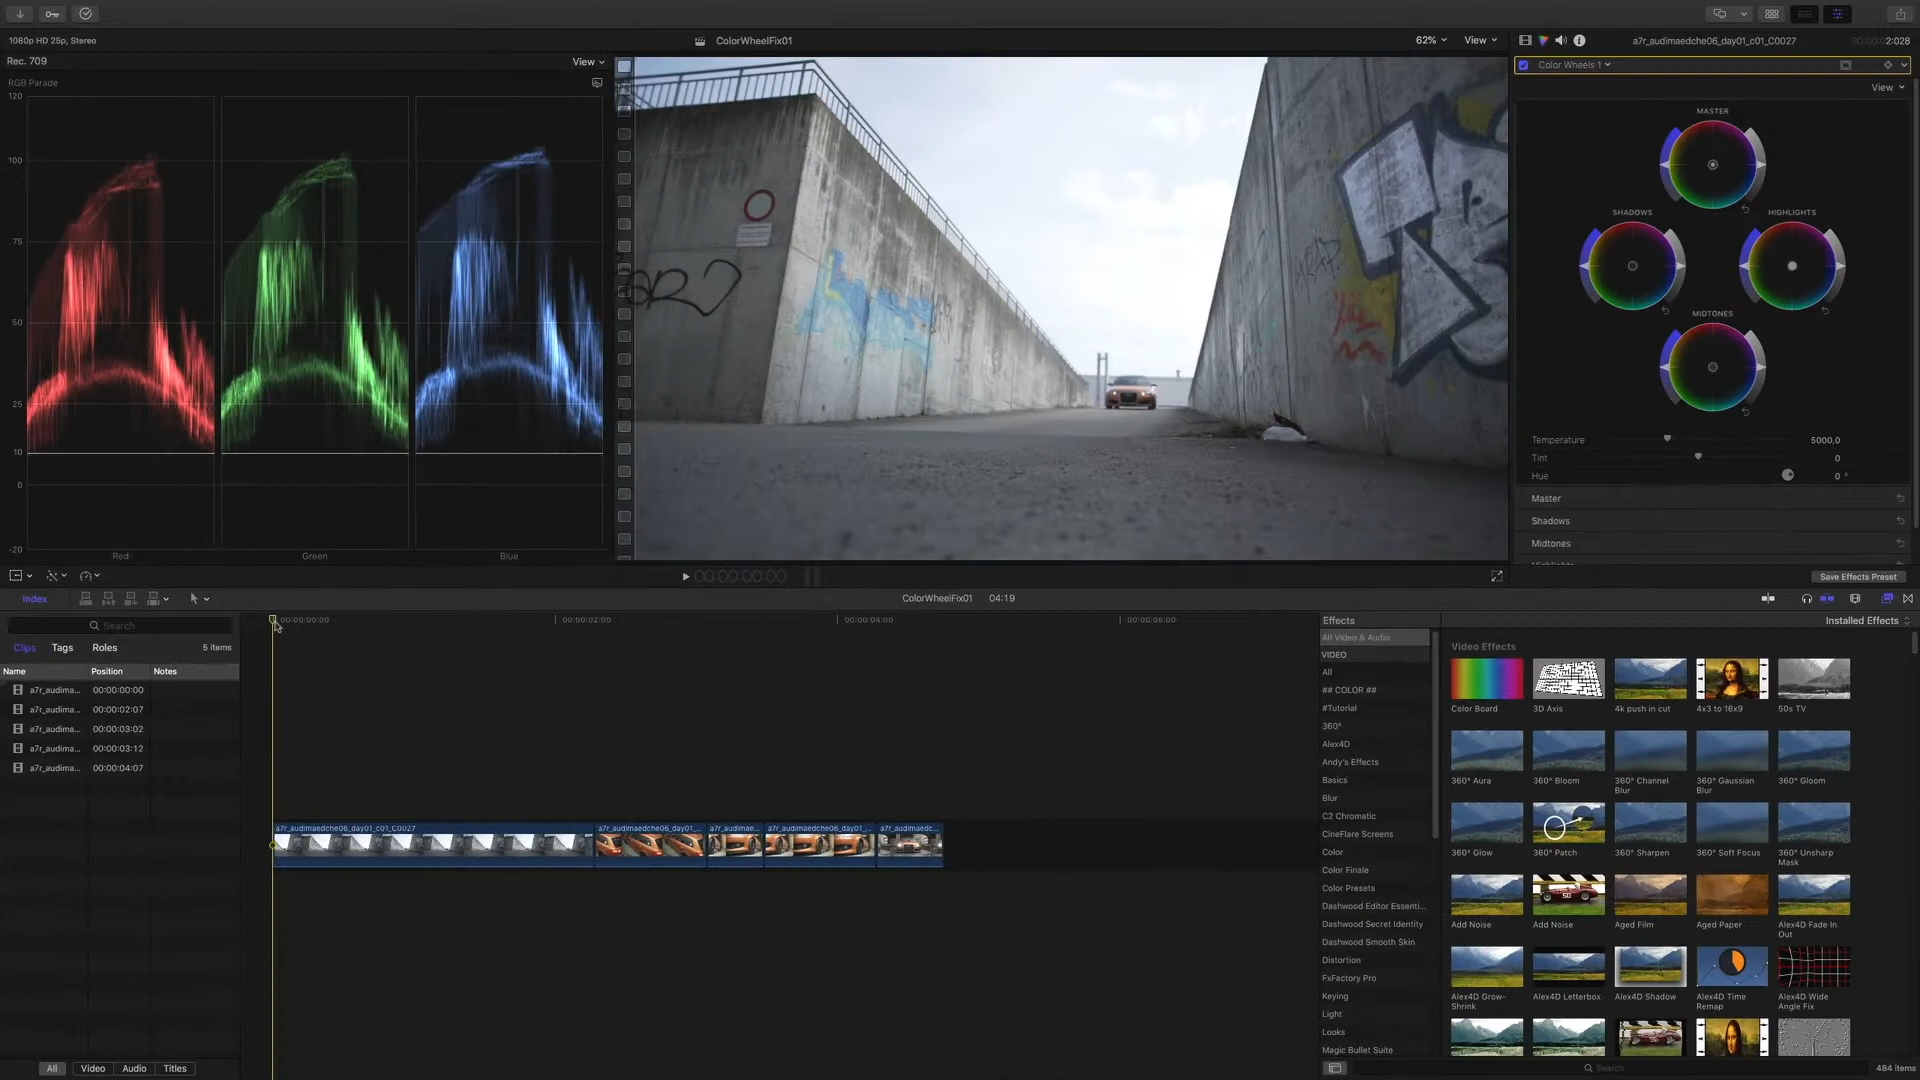 1080p HD 25p, Stereo
ColorWheelFix01
62%
View
a7r_audimaedche06_day01_c01_C0027
2:028
Rec. 709
View
Color Wheels 1
RGB Parade
View
120
100
75
50
25
10
0
-20
Red
Green
Blue
MASTER
SHADOWS
HIGHLIGHTS
MIDTONES
Temperature
5000,0
Tint
0
Hue
0 °
Master
Shadows
Midtones
00:00:00:00
Save Effects Preset
Index
ColorWheelFix01
04:19
Search
Clips
Tags
Roles
5 items
Name
Position
Notes
a7r_audima...
00:00:00:00
a7r_audima...
00:00:02:07
a7r_audima...
00:00:03:02
a7r_audima...
00:00:03:12
a7r_audima...
00:00:04:07
All
Video
Audio
Titles
00:00:00:00
00:00:02:00
00:00:04:00
00:00:06:00
a7r_audimaedche06_day01_c01_C0027
a7r_audimaedche06_day01_...
a7r_audimae...
a7r_audimaedche06_day01_...
a7r_audimaedc...
Effects
Installed Effects
All Video & Audio
VIDEO
All
## COLOR ##
#Tutorial
360°
Alex4D
Andy's Effects
Basics
Blur
C2 Chromatic
CineFlare Screens
Color
Color Finale
Color Presets
Dashwood Editor Essenti...
Dashwood Secret Identity
Dashwood Smooth Skin
Distortion
FxFactory Pro
Keying
Light
Looks
Magic Bullet Suite
Video Effects
Color Board
3D Axis
4k push in cut
4x3 to 16x9
50s TV
360° Aura
360° Bloom
360° Channel
Blur
360° Gaussian
Blur
360° Gloom
360° Glow
360° Patch
360° Sharpen
360° Soft Focus
360° Unsharp
Mask
Add Noise
Add Noise
Aged Film
Aged Paper
Alex4D Fade In
Out
Alex4D Grow-
Shrink
Alex4D Letterbox
Alex4D Shadow
Alex4D Time
Remap
Alex4D Wide
Angle Fix
Search
484 items